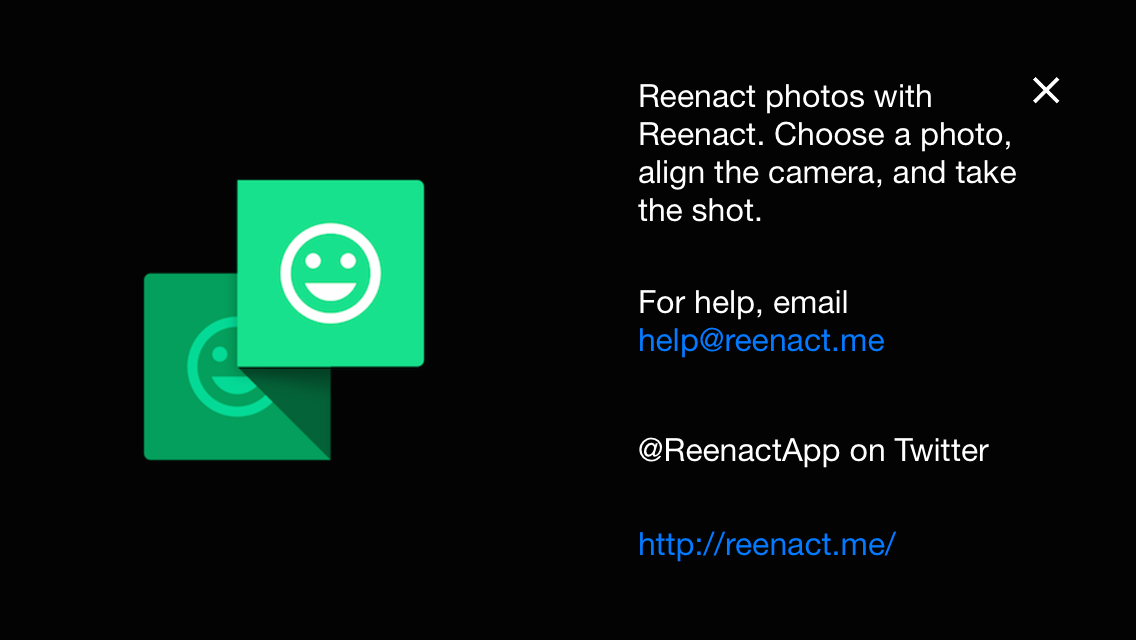 Reenact photos with
Reenact. Choose a photo,
align the camera, and take
the shot.
For help, email
help@reenact.me
@ReenactApp on Twitter
http://reenact.me/